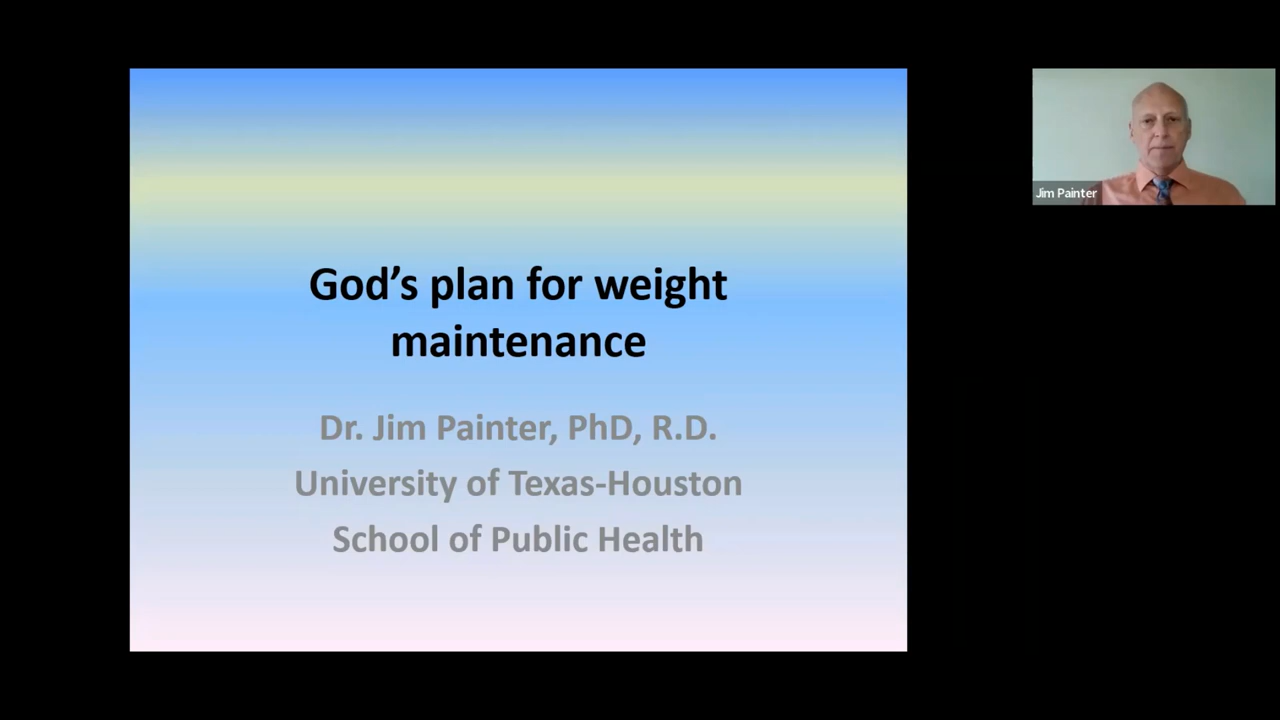 God’s plan for weight
maintenance
Dr. Jim Painter, PhD, R.D.
University of Texas-Houston
School of Public Health
Jim Painter